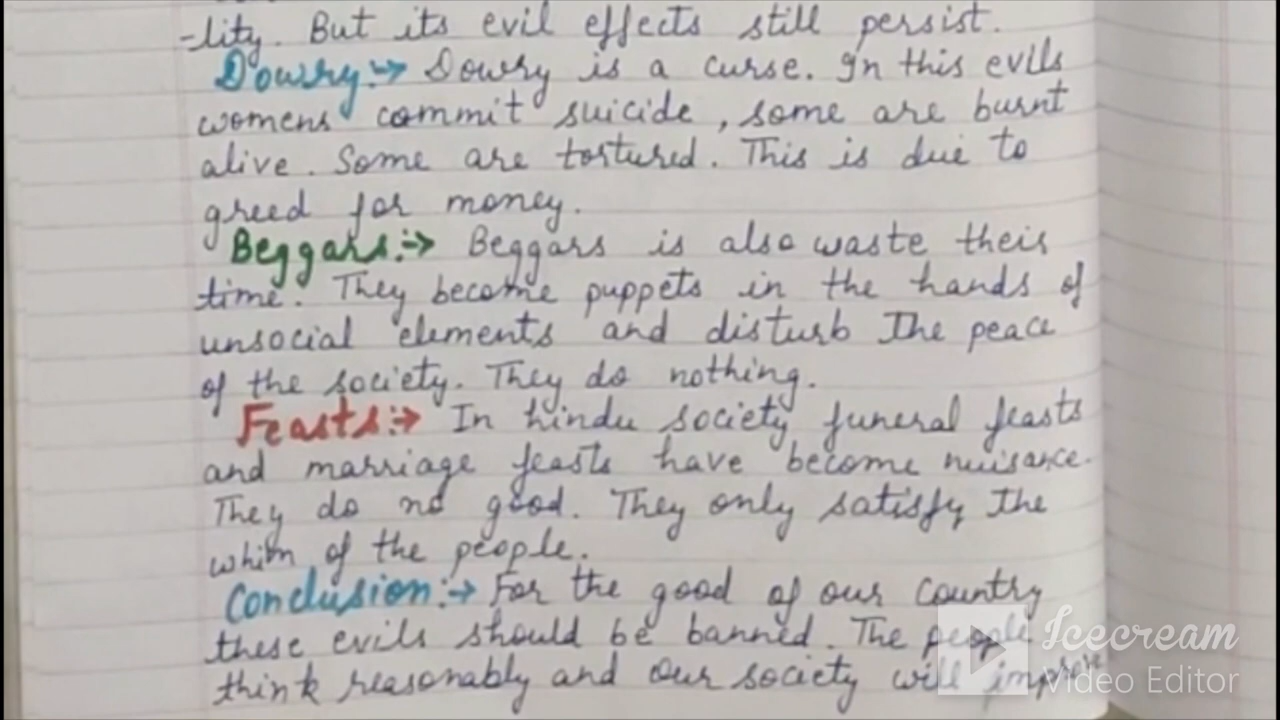 -lity. But its evil effects still persist.
Dowry:→ Dowry is a curse. In this evils
womens commit suicide, some are burnt
alive. Some are tortured. This is due to
greed for money.
Beggars:→ Beggars is also waste their
time. They become puppets in the hands of
unsocial elements and disturb The peace
of the society. They do nothing.
Feasts:→ In hindu society funeral feasts
and marriage feasts have become nuisance.
They do no good. They only satisfy the
whim of the people.
Conclusion:→ For the good of our country
these evils should be banned. The people
think reasonably and our society will improve
Icecream
Video Editor